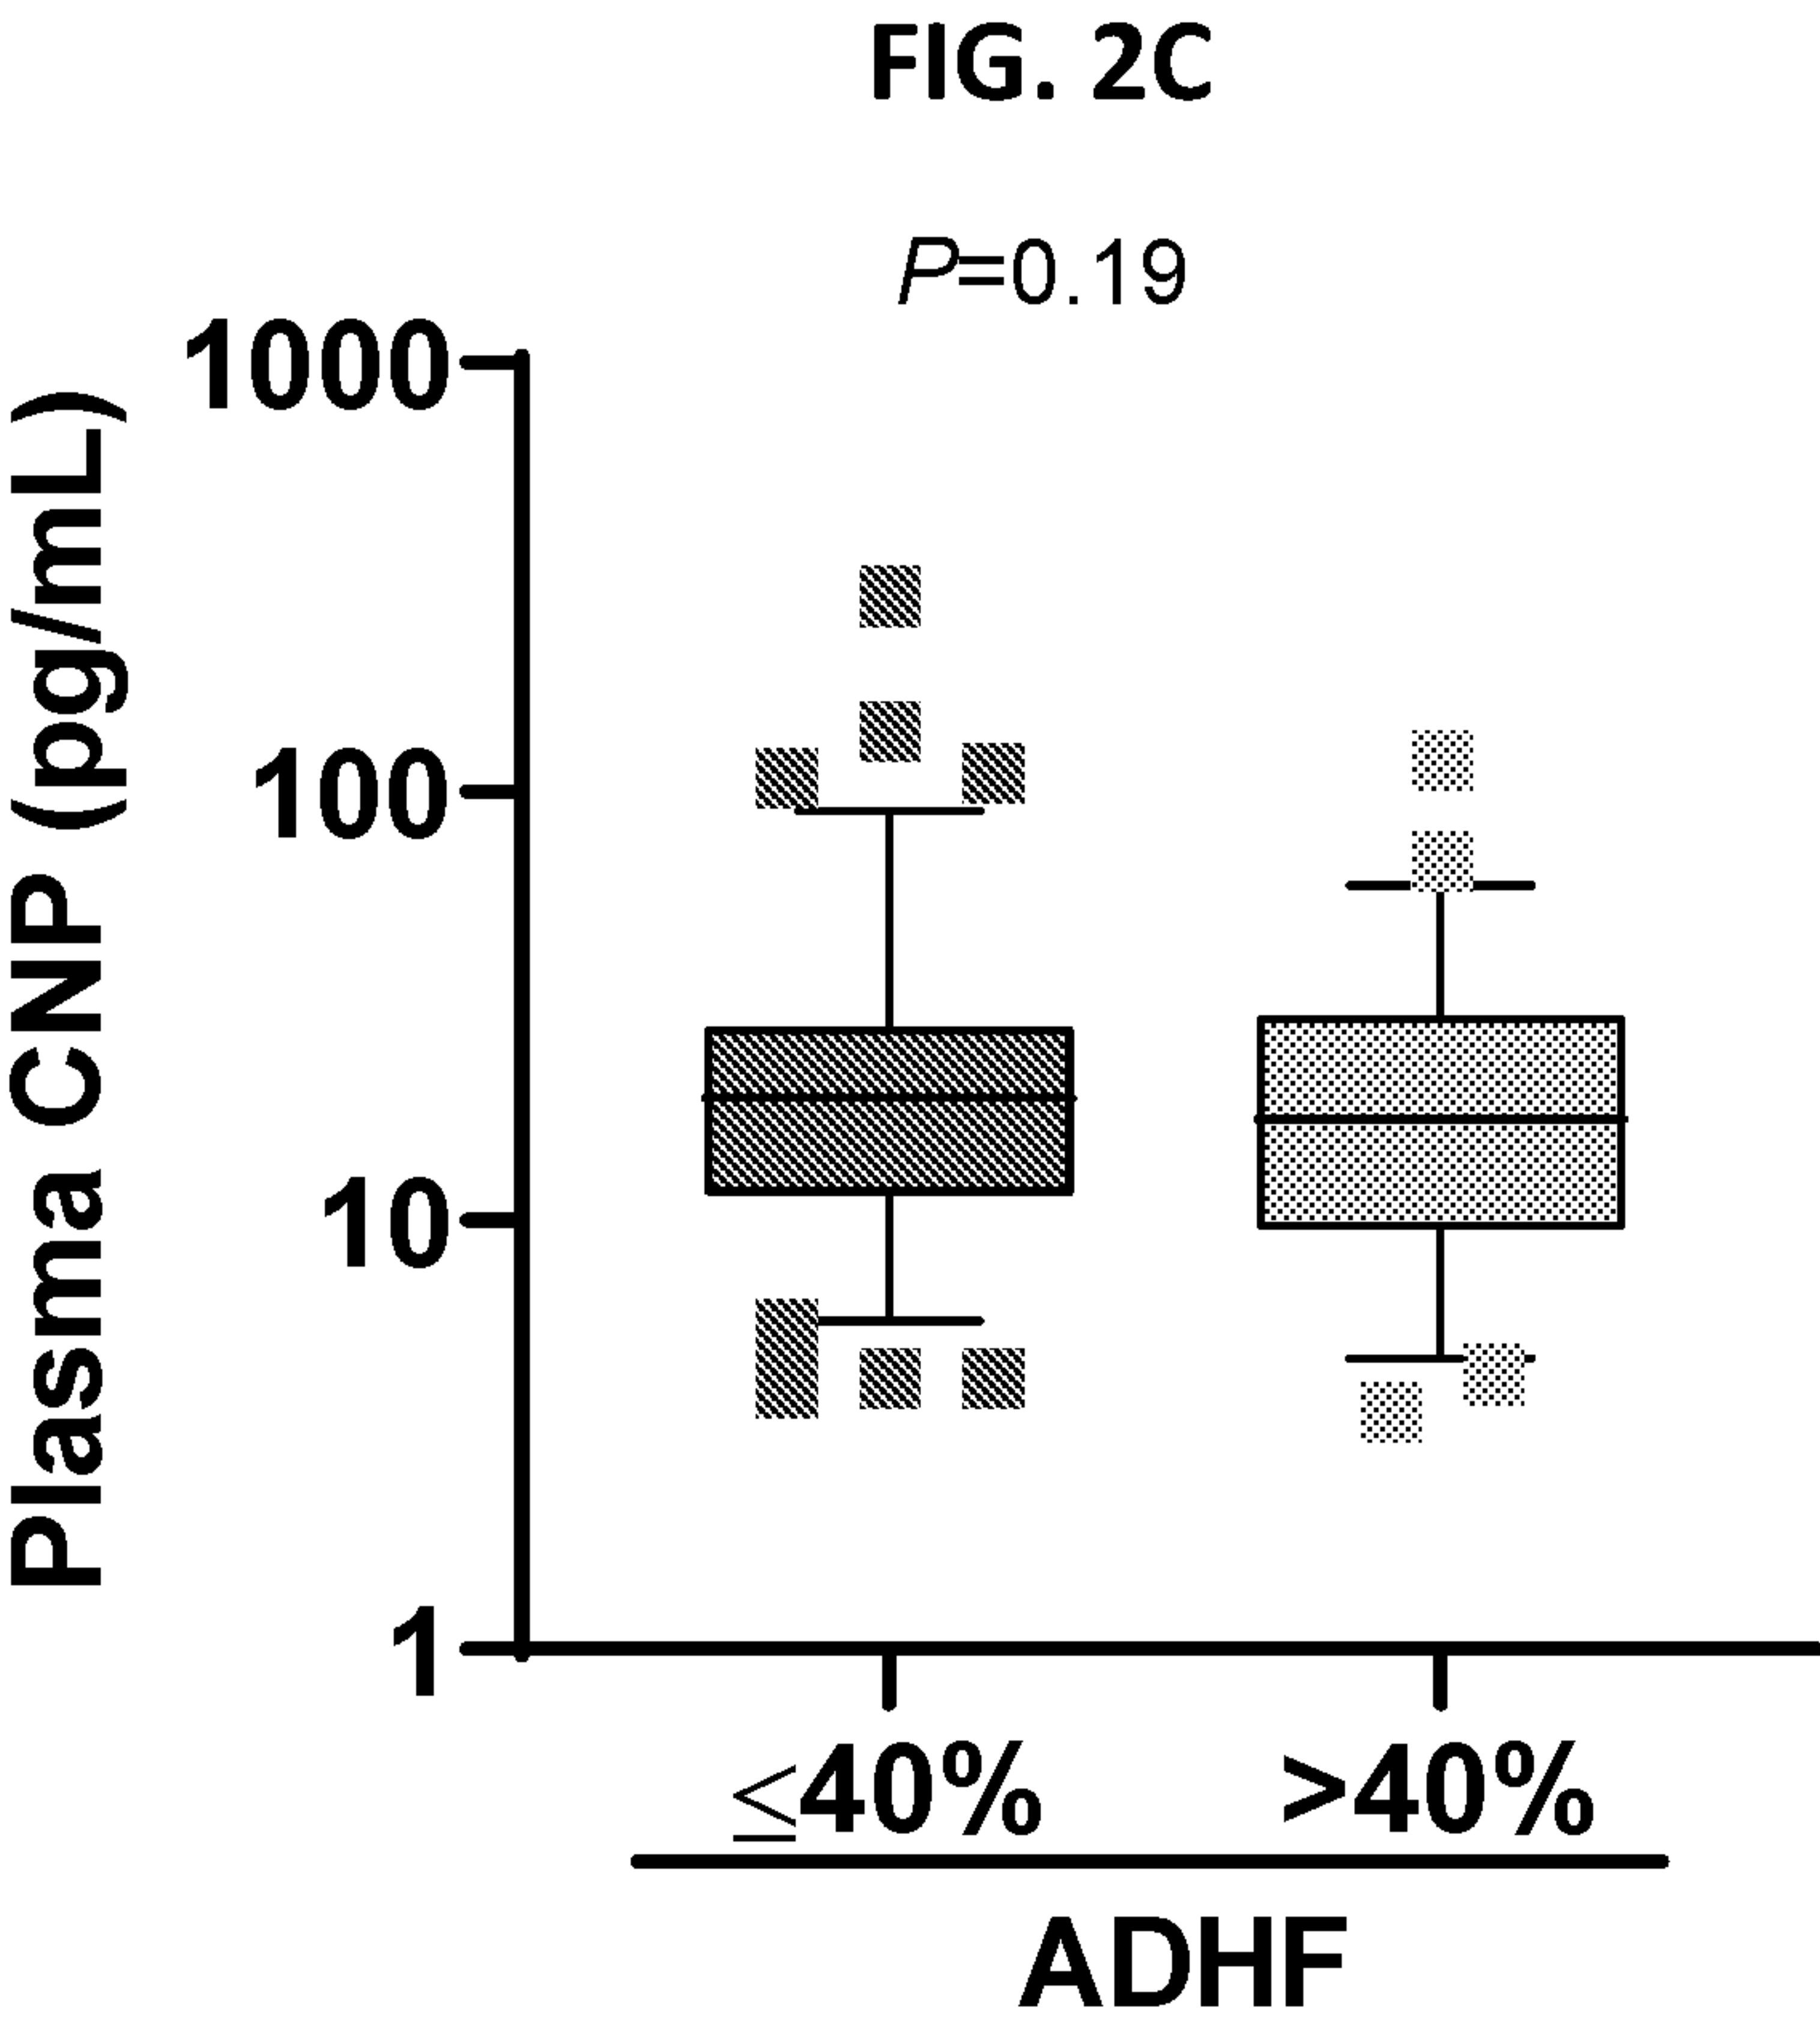 FIG. 2C
P=0.19
Plasma CNP (pg/mL)
1000
100
10
1
≤40% >40%
ADHF